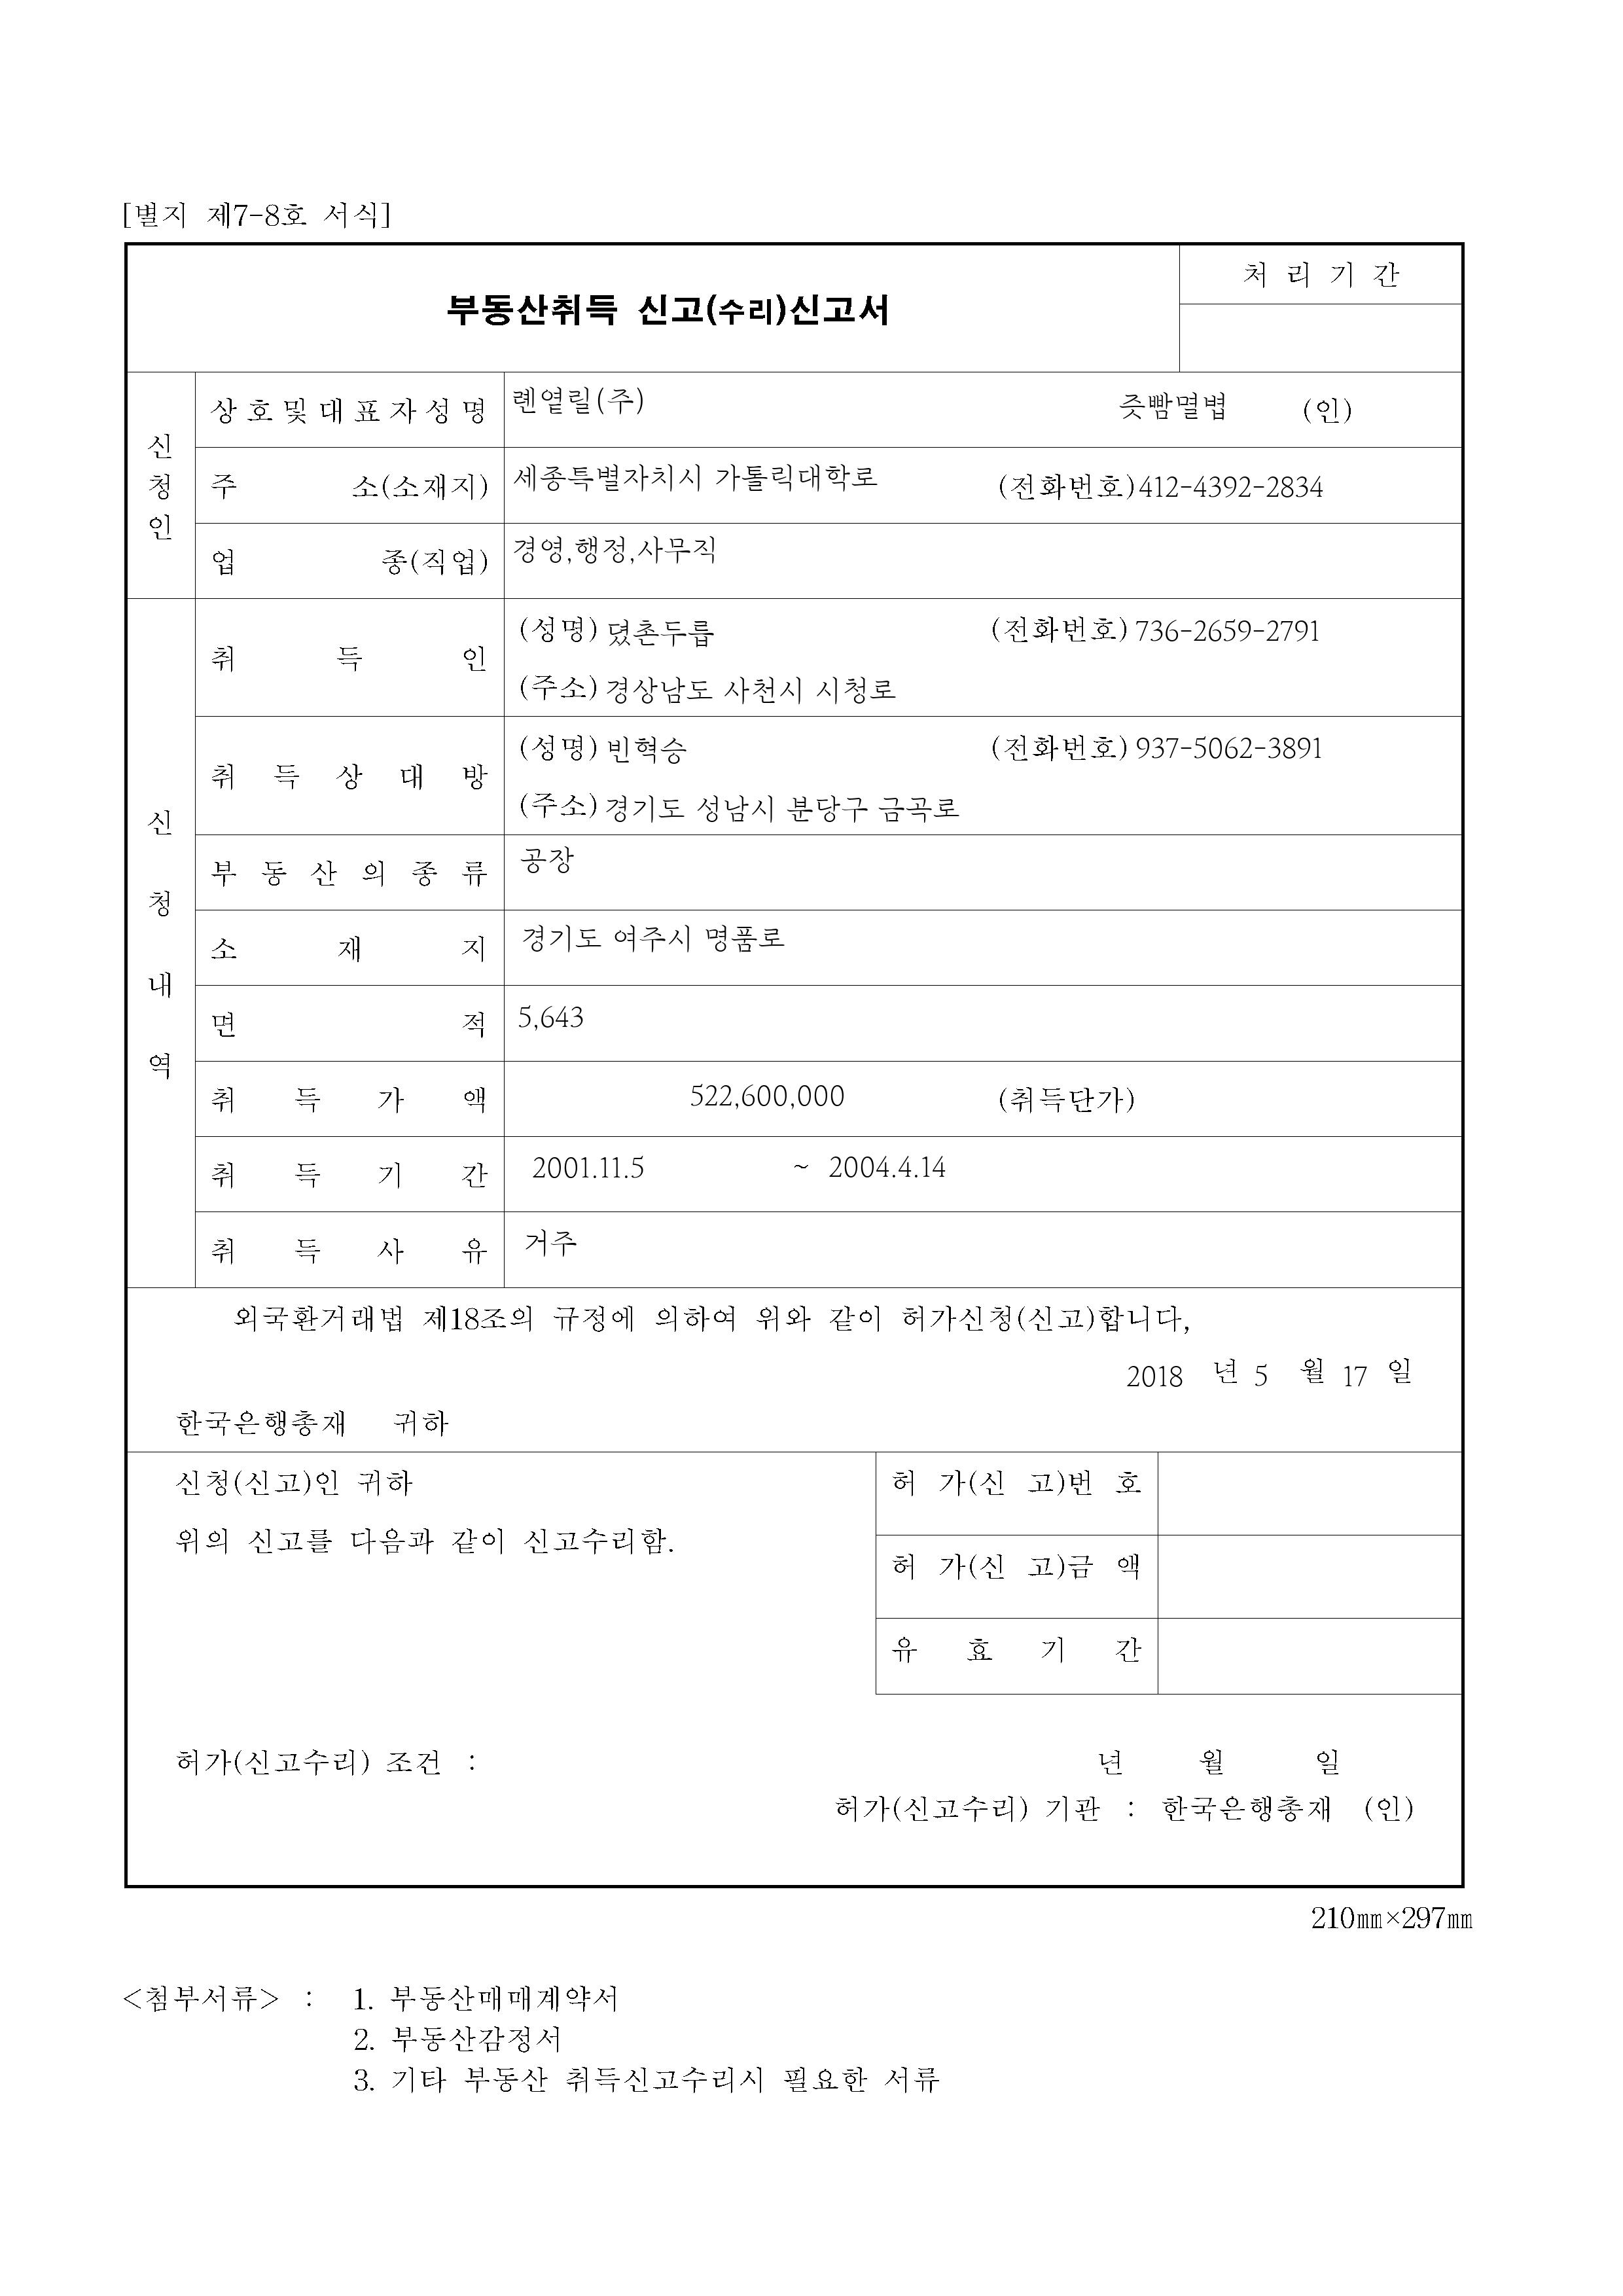 [별지 제7-8호 서식]
부동산취득 신고(수리)신고서
처 리 기 간
신청인
상호및대표자성명 롄옅릴(주) 즛빰멸볍 (인)
주 소(소재지) 세종특별자치시 가톨릭대학로 (전화번호)412-4392-2834
업 종(직업) 경영,행정,사무직
신청내역
취 득 인 (성명) 뎠촌두릅 (전화번호) 736-2659-2791
(주소) 경상남도 사천시 시청로
취 득 상 대 방 (성명) 빈혁승 (전화번호) 937-5062-3891
(주소) 경기도 성남시 분당구 금곡로
부 동 산 의 종 류 공장
소 재 지 경기도 여주시 명품로
면 적 5,643
취 득 가 액 522,600,000 (취득단가)
취 득 기 간 2001.11.5 ~ 2004.4.14
취 득 사 유 거주
외국환거래법 제18조의 규정에 의하여 위와 같이 허가신청(신고)합니다,
2018 년 5 월 17 일
한국은행총재 귀하
신청(신고)인 귀하
위의 신고를 다음과 같이 신고수리함.
허 가(신 고)번 호
허 가(신 고)금 액
유 효 기 간
허가(신고수리) 조건 : 년 월 일
허가(신고수리) 기관 : 한국은행총재 (인)
210㎜×297㎜
<첨부서류> : 1. 부동산매매계약서
2. 부동산감정서
3. 기타 부동산 취득신고수리시 필요한 서류